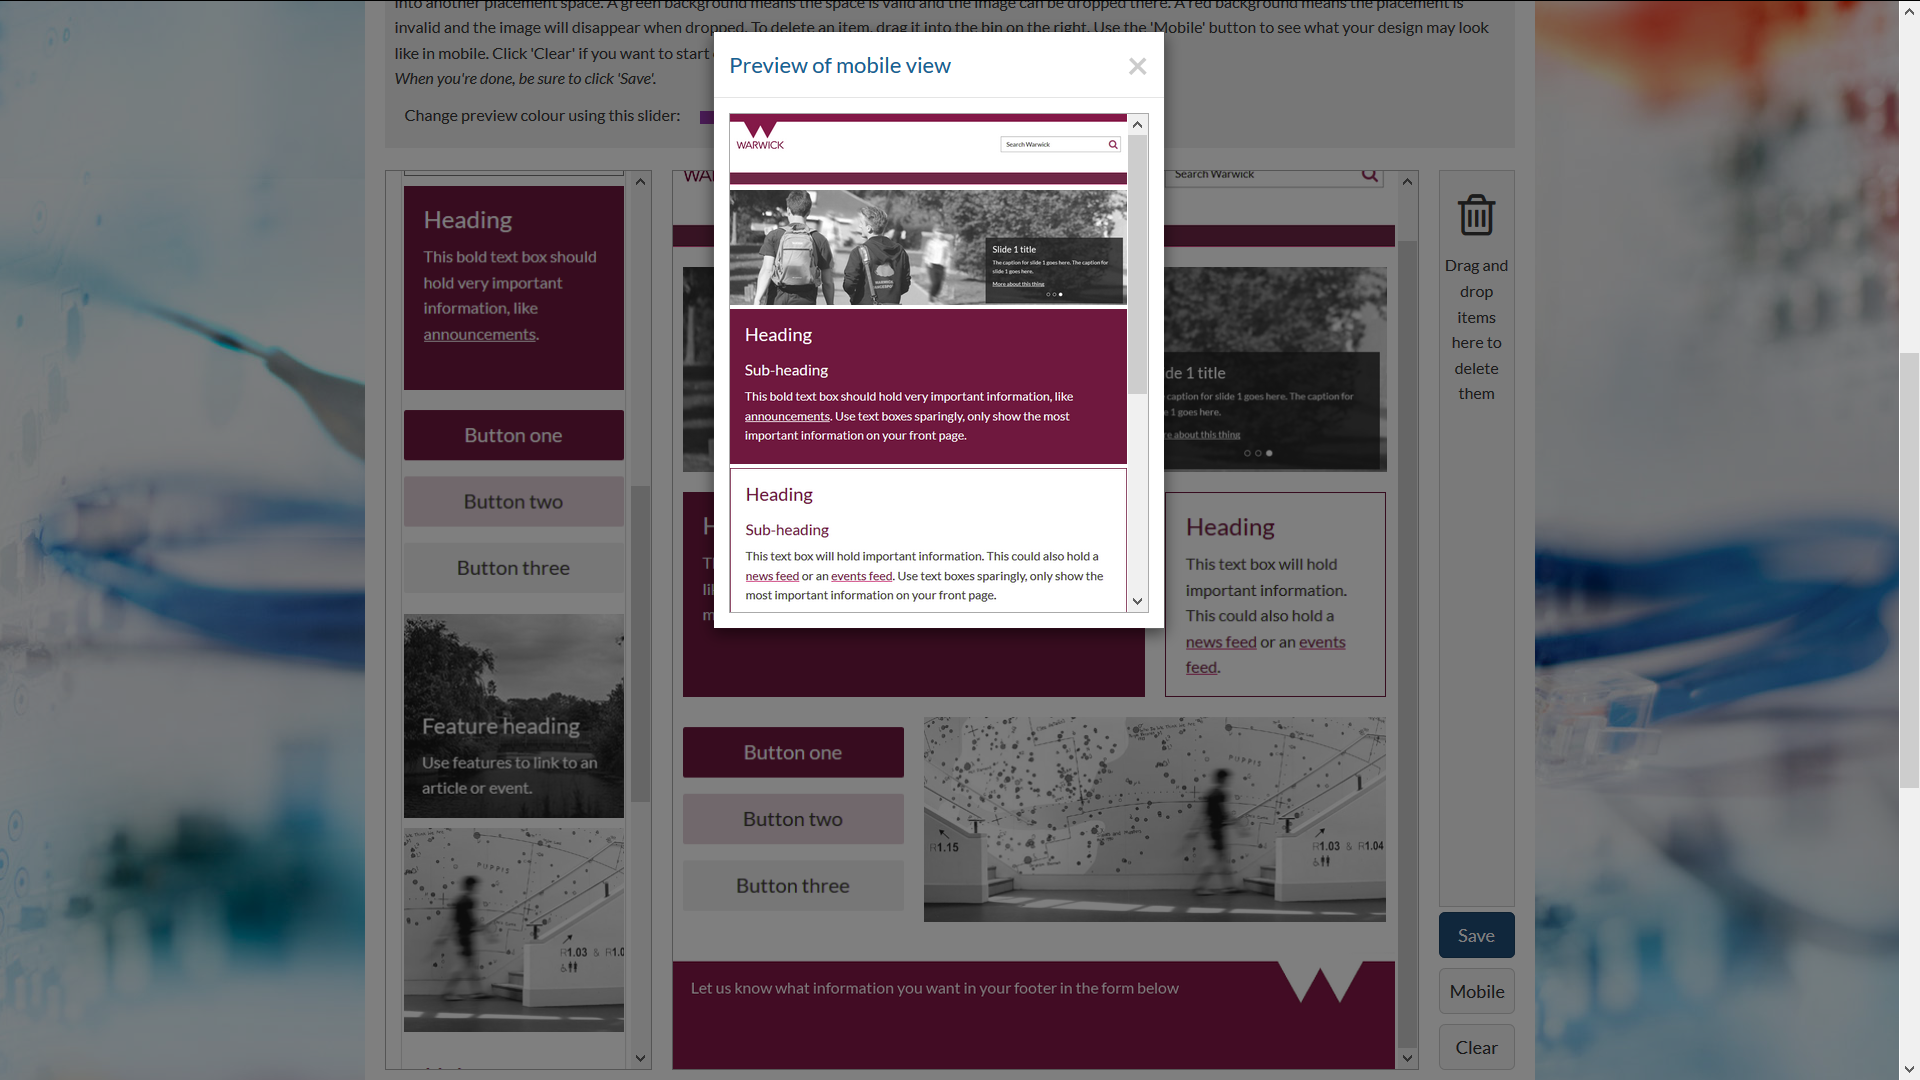 into another placement space. A green background means the space is valid and the image can be dropped there. A red background means the placement is
invalid and the image will disappear when dropped. To delete an item, drag it into the bin on the right. Use the 'Mobile' button to see what your design may look
like in mobile. Click 'Clear' if you want to start
When you're done, be sure to click 'Save'.
Change preview colour using this slider:
Preview of mobile view
×
WARWICK
Search Warwick
Slide 1 title
The caption for slide 1 goes here. The caption for
slide 1 goes here.
More about this thing
Heading
Sub-heading
This bold text box should hold very important information, like
announcements. Use text boxes sparingly, only show the most
important information on your front page.
Heading
Sub-heading
This text box will hold important information. This could also hold a
news feed or an events feed. Use text boxes sparingly, only show the
most important information on your front page.
Heading
This bold text box should
hold very important
information, like
announcements.
Button one
Button two
Button three
Feature heading
Use features to link to an
article or event.
PUPPIS
R1.03 & R1.0
WA
Search Warwick
de 1 title
caption for slide 1 goes here. The caption for
e 1 goes here.
re about this thing
H
T
li
m
Heading
This text box will hold
important information.
This could also hold a
news feed or an events
feed.
Button one
Button two
Button three
PUPPIS
R1.15
R1.03 & R1.04
Let us know what information you want in your footer in the form below
Drag and
drop
items
here to
delete
them
Save
Mobile
Clear